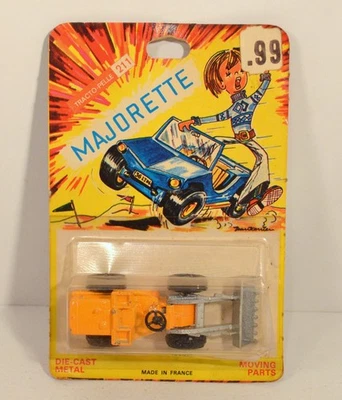 .99
TRACTO-PELLE 211
MAJORETTE
DIE-CAST
METAL
MADE IN FRANCE
MOVING
PARTS